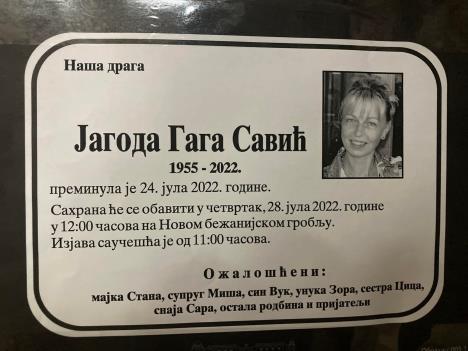 Наша драга
Јагода Гага Савић
1955 - 2022.
преминула је 24. јула 2022. године.
Сахрана ће се обавити у четвртак, 28. јула 2022. године
у 12:00 часова на Новом бежанијском гробљу.
Изјава саучешћа је од 11:00 часова.
Ожалошћени:
мајка Стана, супруг Миша, син Вук, унука Зора, сестра Цица,
снаја Сара, остала родбина и пријатељи